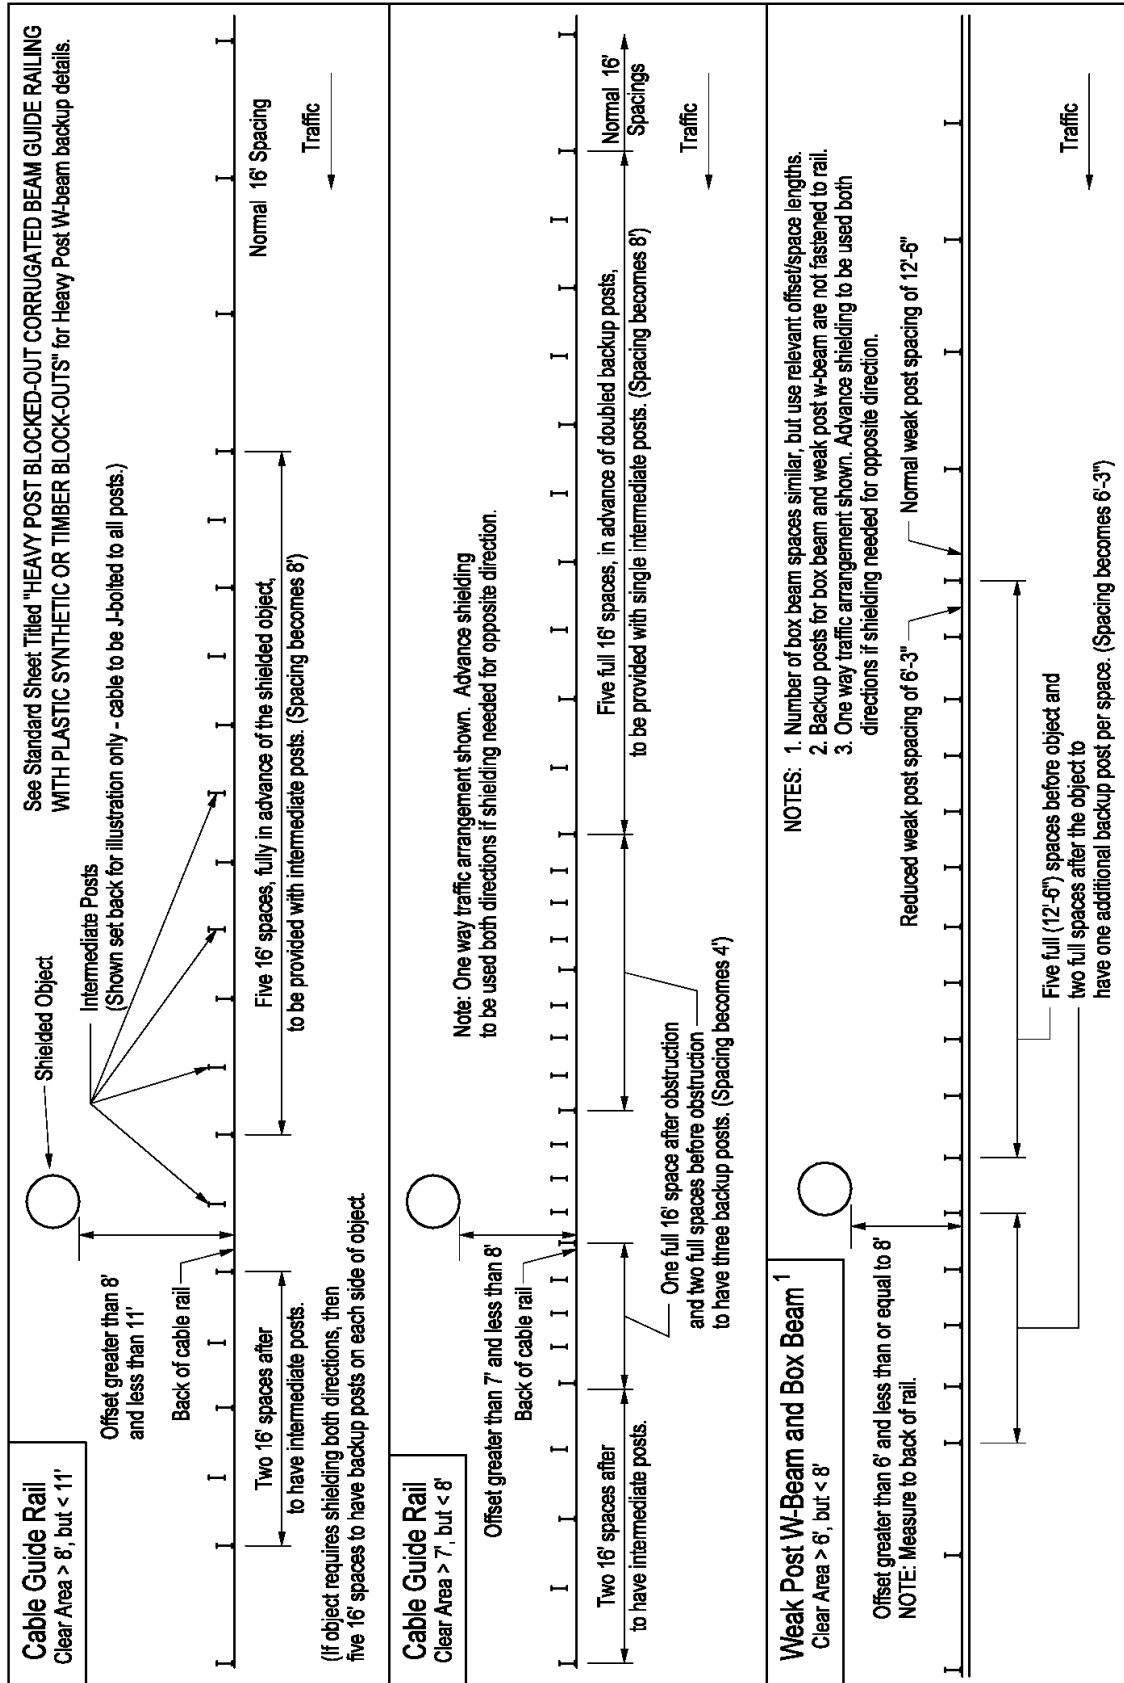 Cable Guide Rail
Clear Area > 8', but < 11'
See Standard Sheet Titled "HEAVY POST BLOCKED-OUT CORRUGATED BEAM GUIDE RAILING
WITH PLASTIC SYNTHETIC OR TIMBER BLOCK-OUTS" for Heavy Post W-beam backup details.
Shielded Object
Intermediate Posts
(Shown set back for illustration only - cable to be J-bolted to all posts.)
Offset greater than 8'
and less than 11'
Back of cable rail
Normal 16' Spacing
Traffic
Two 16' spaces after
to have intermediate posts.
Five 16' spaces, fully in advance of the shielded object,
to be provided with intermediate posts. (Spacing becomes 8')
(If object requires shielding both directions, then
five 16' spaces to have backup posts on each side of object.
Cable Guide Rail
Clear Area > 7', but < 8'
Note: One way traffic arrangement shown. Advance shielding
to be used both directions if shielding needed for opposite direction.
Offset greater than 7' and less than 8'
Back of cable rail
Two 16' spaces after
to have intermediate posts.
One full 16' space after obstruction
and two full spaces before obstruction
to have three backup posts. (Spacing becomes 4')
Five full 16' spaces, in advance of doubled backup posts,
to be provided with single intermediate posts. (Spacing becomes 8')
Normal 16'
Spacings
Traffic
Weak Post W-Beam and Box Beam 1
Clear Area > 6', but < 8'
NOTES: 1. Number of box beam spaces similar, but use relevant offset/space lengths.
2. Backup posts for box beam and weak post w-beam are not fastened to rail.
3. One way traffic arrangement shown. Advance shielding to be used both
directions if shielding needed for opposite direction.
Offset greater than 6' and less than or equal to 8'
NOTE: Measure to back of rail.
Reduced weak post spacing of 6'-3"
Normal weak post spacing of 12'-6"
Five full (12'-6") spaces before object and
two full spaces after the object to
have one additional backup post per space. (Spacing becomes 6'-3")
Traffic